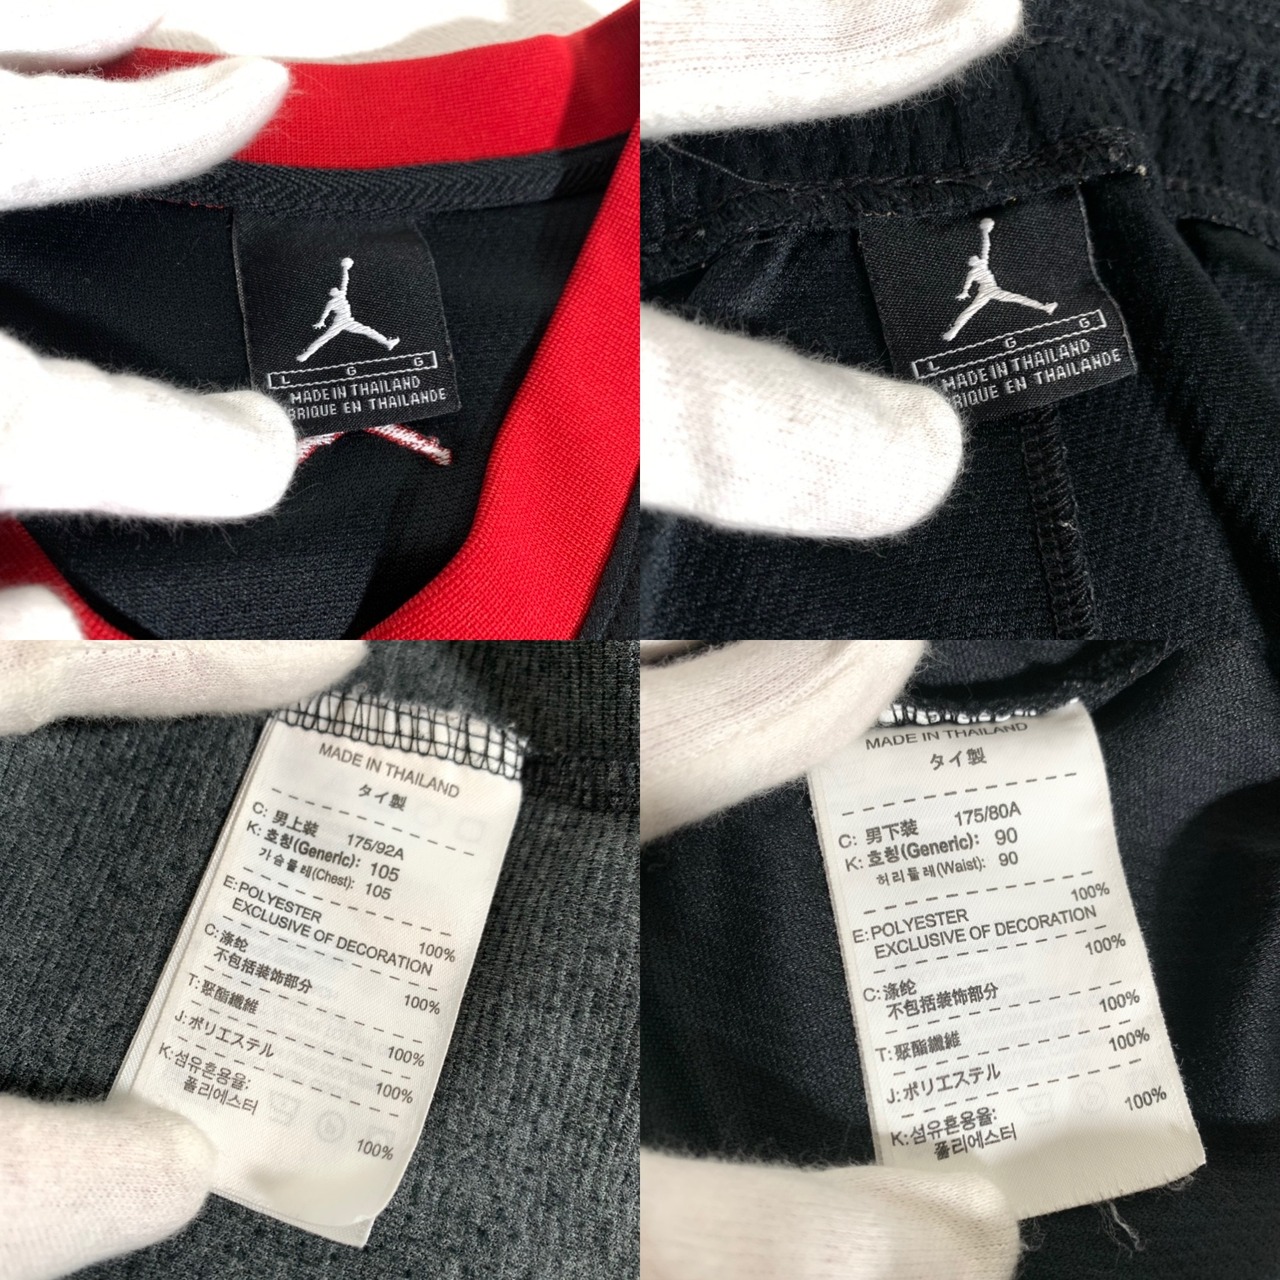 L G G
MADE IN THAILAND
BRIQUE EN THAILANDE
L G G
MADE IN THAILAND
RIQUE EN THAILANDE
MADE IN THAILAND
タイ製
C: 男上装 175/92A
K: 호칭(Generic): 105
가슴둘레(Chest): 105
E: POLYESTER 100%
EXCLUSIVE OF DECORATION
C: 涤纶 100%
不包括装饰部分
T: 聚酯纖維 100%
J: ポリエステル 100%
K: 섬유혼용율:
폴리에스터 100%
MADE IN THAILAND
タイ製
C: 男下装 175/80A
K: 호칭(Generic): 90
허리둘레(Waist): 90
E: POLYESTER 100%
EXCLUSIVE OF DECORATION
C: 涤纶 100%
不包括装饰部分
T: 聚酯纖維 100%
J: ポリエステル 100%
K: 섬유혼용율:
폴리에스터 100%